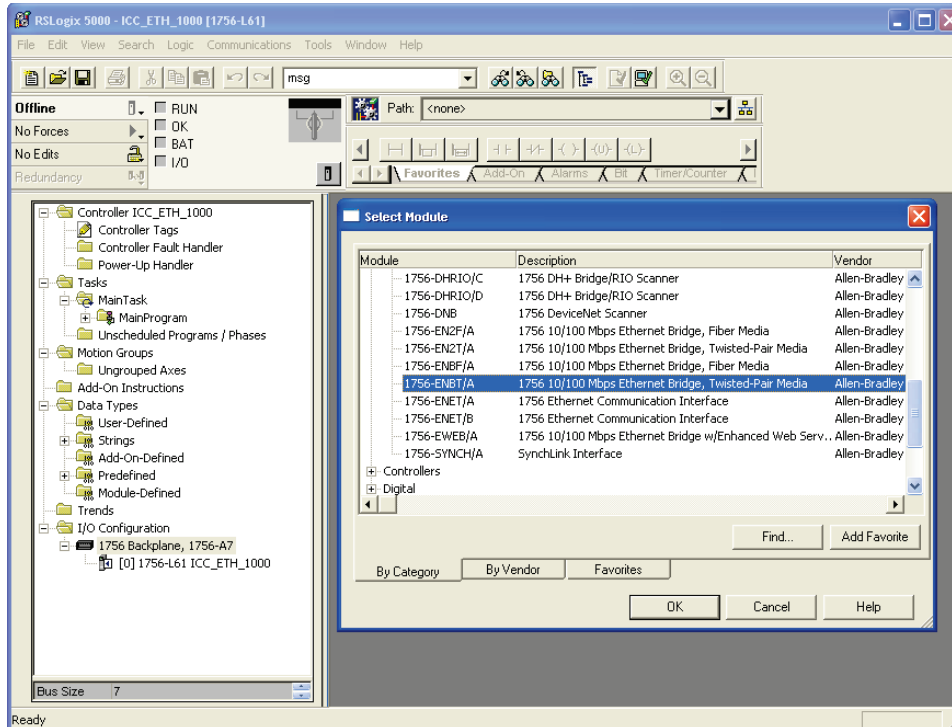 RSLogix 5000 - ICC_ETH_1000 [1756-L61]
File Edit View Search Logic Communications Tools Window Help
msg
Offline
RUN
Path: <none>
No Forces
OK
No Edits
BAT
I/O
Redundancy
Favorites Add-On Alarms Bit Timer/Counter
Controller ICC_ETH_1000
Controller Tags
Controller Fault Handler
Power-Up Handler
Tasks
MainTask
MainProgram
Unscheduled Programs / Phases
Motion Groups
Ungrouped Axes
Add-On Instructions
Data Types
User-Defined
Strings
Add-On-Defined
Predefined
Module-Defined
Trends
I/O Configuration
1756 Backplane, 1756-A7
[0] 1756-L61 ICC_ETH_1000
Bus Size 7
Select Module
Module Description Vendor
1756-DHRIO/C 1756 DH+ Bridge/RIO Scanner Allen-Bradley
1756-DHRIO/D 1756 DH+ Bridge/RIO Scanner Allen-Bradley
1756-DNB 1756 DeviceNet Scanner Allen-Bradley
1756-EN2F/A 1756 10/100 Mbps Ethernet Bridge, Fiber Media Allen-Bradley
1756-EN2T/A 1756 10/100 Mbps Ethernet Bridge, Twisted-Pair Media Allen-Bradley
1756-ENBF/A 1756 10/100 Mbps Ethernet Bridge, Fiber Media Allen-Bradley
1756-ENBT/A 1756 10/100 Mbps Ethernet Bridge, Twisted-Pair Media Allen-Bradley
1756-ENET/A 1756 Ethernet Communication Interface Allen-Bradley
1756-ENET/B 1756 Ethernet Communication Interface Allen-Bradley
1756-EWEB/A 1756 10/100 Mbps Ethernet Bridge w/Enhanced Web Serv.. Allen-Bradley
1756-SYNCH/A SynchLink Interface Allen-Bradley
Controllers
Digital
Find... Add Favorite
By Category By Vendor Favorites
OK Cancel Help
Ready